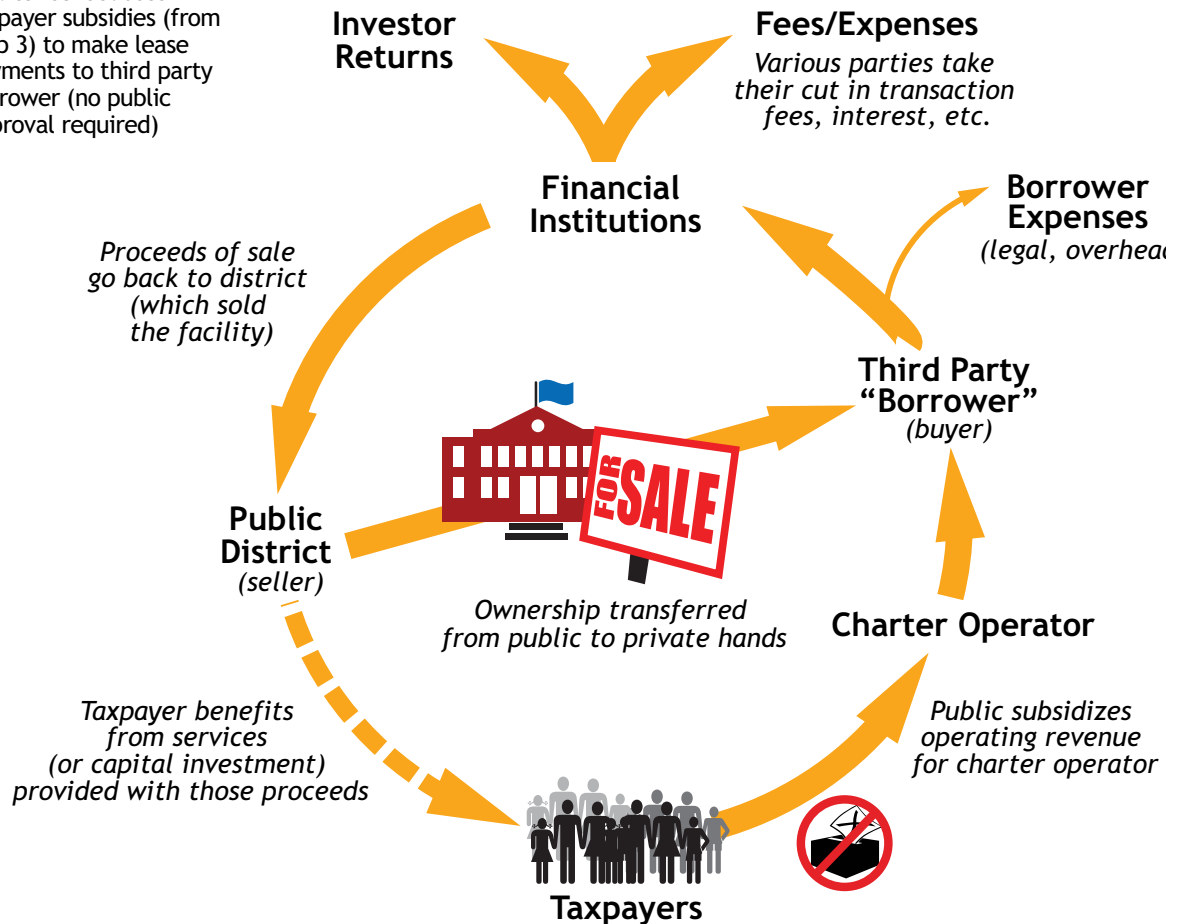 payer subsidies (from
3) to make lease
ments to third party
rower (no public
roval required)
Investor
Returns
Fees/Expenses
Various parties take
their cut in transaction
fees, interest, etc.
Financial
Institutions
Borrower
Expenses
(legal, overhead
Proceeds of sale
go back to district
(which sold
the facility)
Third Party
“Borrower”
(buyer)
FOR
SALE
Public
District
(seller)
Ownership transferred
from public to private hands
Charter Operator
Taxpayer benefits
from services
(or capital investment)
provided with those proceeds
Public subsidizes
operating revenue
for charter operator
Taxpayers